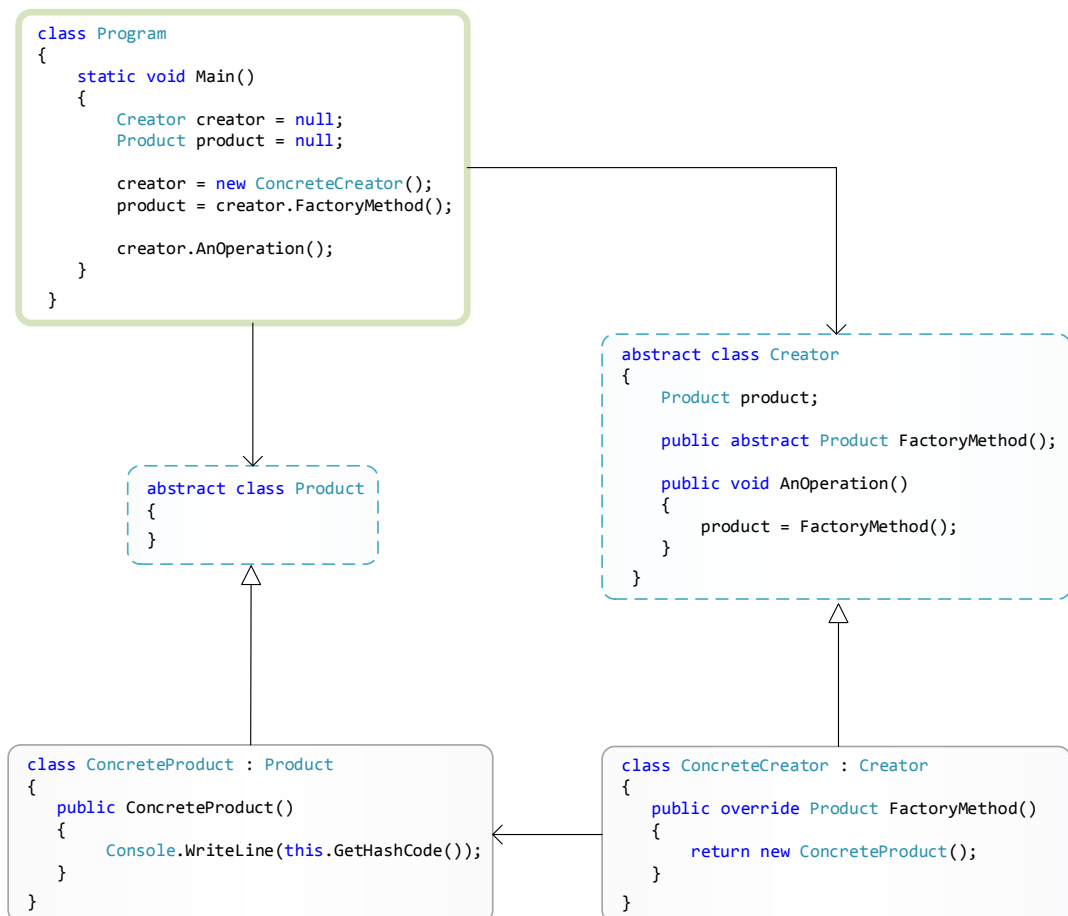 class Program
{
    static void Main()
    {
        Creator creator = null;
        Product product = null;

        creator = new ConcreteCreator();
        product = creator.FactoryMethod();

        creator.AnOperation();
    }
}
abstract class Creator
{
    Product product;

    public abstract Product FactoryMethod();

    public void AnOperation()
    {
        product = FactoryMethod();
    }
}
abstract class Product
{
}
class ConcreteProduct : Product
{
   public ConcreteProduct()
   {
        Console.WriteLine(this.GetHashCode());
   }
}
class ConcreteCreator : Creator
{
   public override Product FactoryMethod()
   {
       return new ConcreteProduct();
   }
}